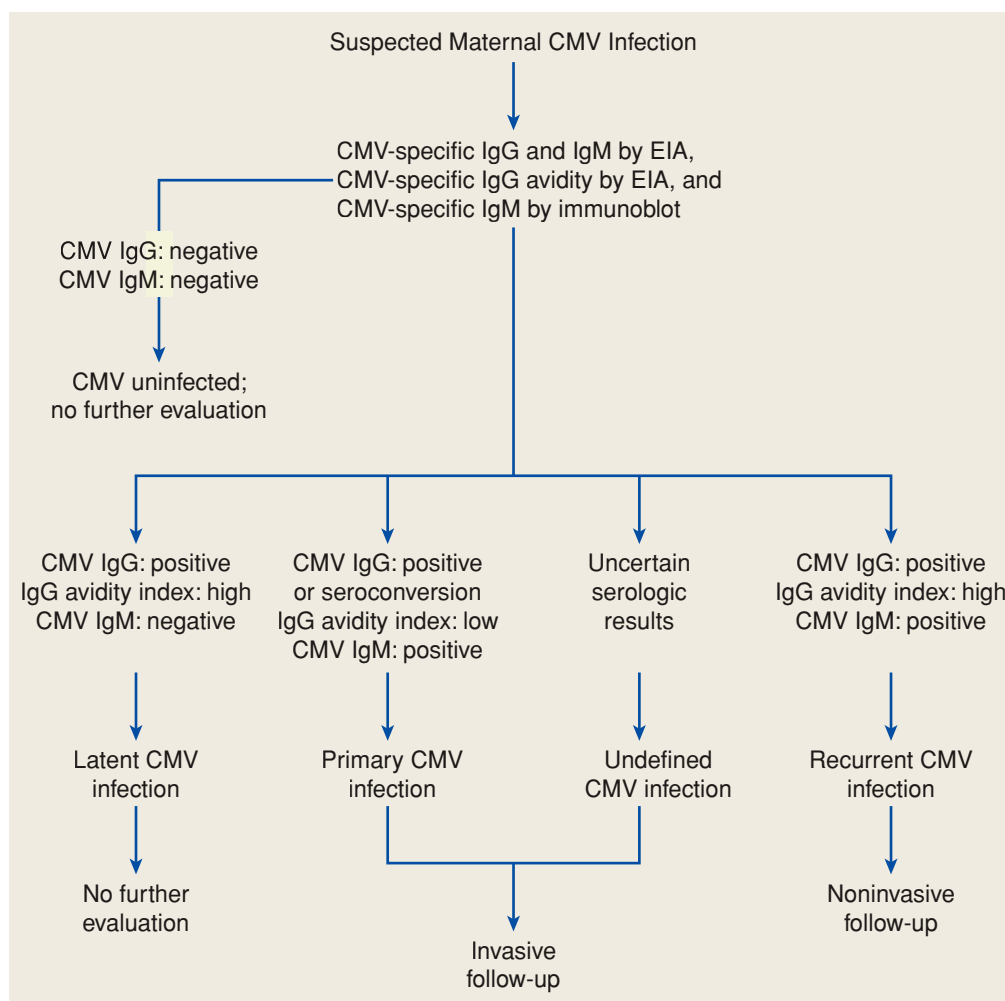 Suspected Maternal CMV Infection
CMV-specific IgG and IgM by EIA,
CMV-specific IgG avidity by EIA, and
CMV-specific IgM by immunoblot
CMV IgG: negative
CMV IgM: negative
CMV uninfected;
no further evaluation
CMV IgG: positive
IgG avidity index: high
CMV IgM: negative
CMV IgG: positive
or seroconversion
IgG avidity index: low
CMV IgM: positive
Uncertain
serologic
results
CMV IgG: positive
IgG avidity index: high
CMV IgM: positive
Latent CMV
infection
Primary CMV
infection
Undefined
CMV infection
Recurrent CMV
infection
No further
evaluation
Invasive
follow-up
Noninvasive
follow-up